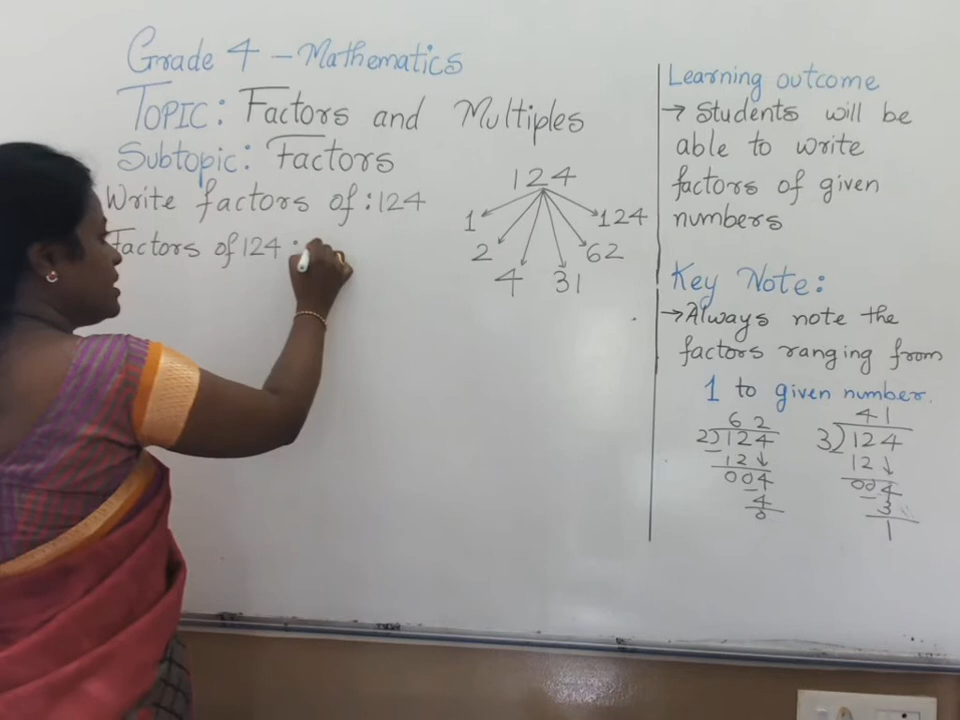 Grade 4 - Mathematics
TOPIC: Factors and Multiples
Subtopic: Factors
Write factors of: 124
Factors of 124 :
124
1
2
4
31
62
124
Learning outcome
→ Students will be
able to write
factors of given
numbers
Key Note:
→ Always note the
factors ranging from
1 to given number.
62
2)124
12↓
004
4
0
41
3)124
12↓
004
3
1